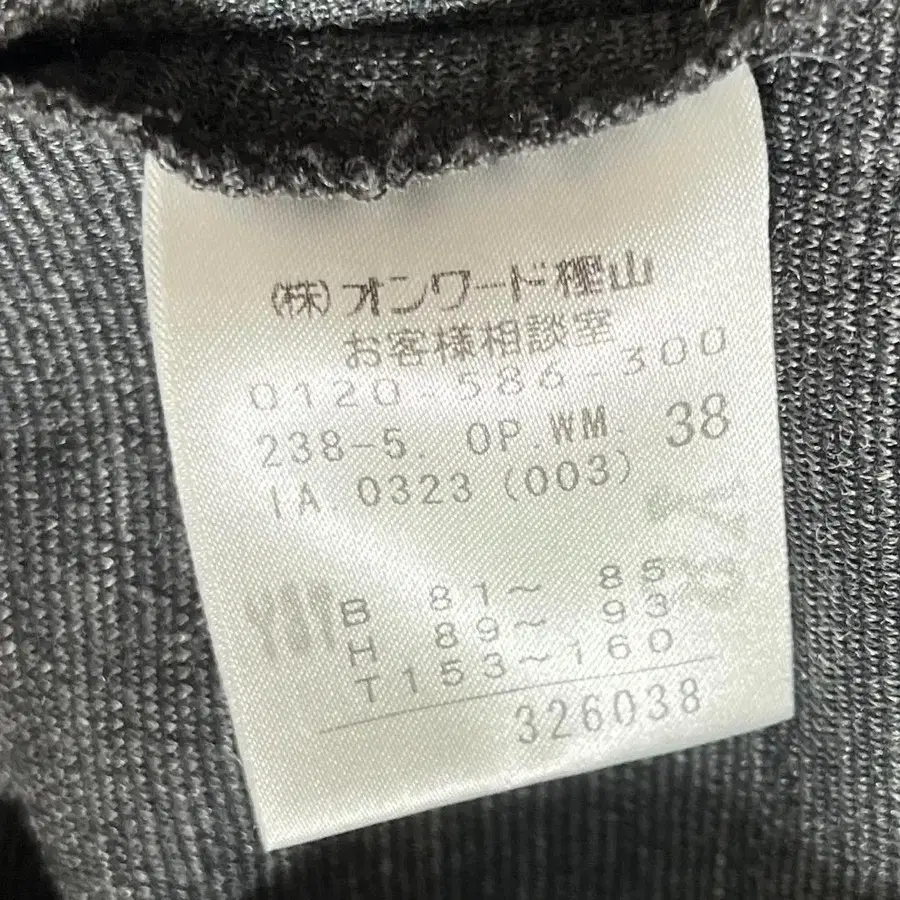 (株)オンワード樫山
お客様相談室
0120-586-300
238-5. OP.WM. 38
IA.0323 (003)
B 81～ 85
H 89～ 93
T153～160
326038